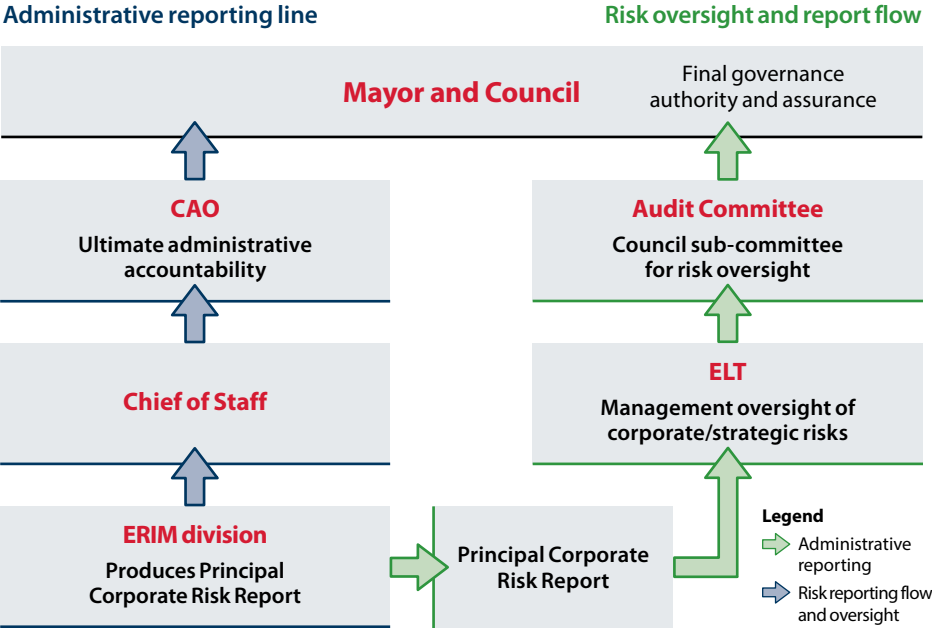 Administrative reporting line
Risk oversight and report flow
Mayor and Council
Final governance
authority and assurance
CAO
Ultimate administrative
accountability
Audit Committee
Council sub-committee
for risk oversight
Chief of Staff
ELT
Management oversight of
corporate/strategic risks
ERIM division
Produces Principal
Corporate Risk Report
Principal Corporate
Risk Report
Legend
Administrative
reporting
Risk reporting flow
and oversight